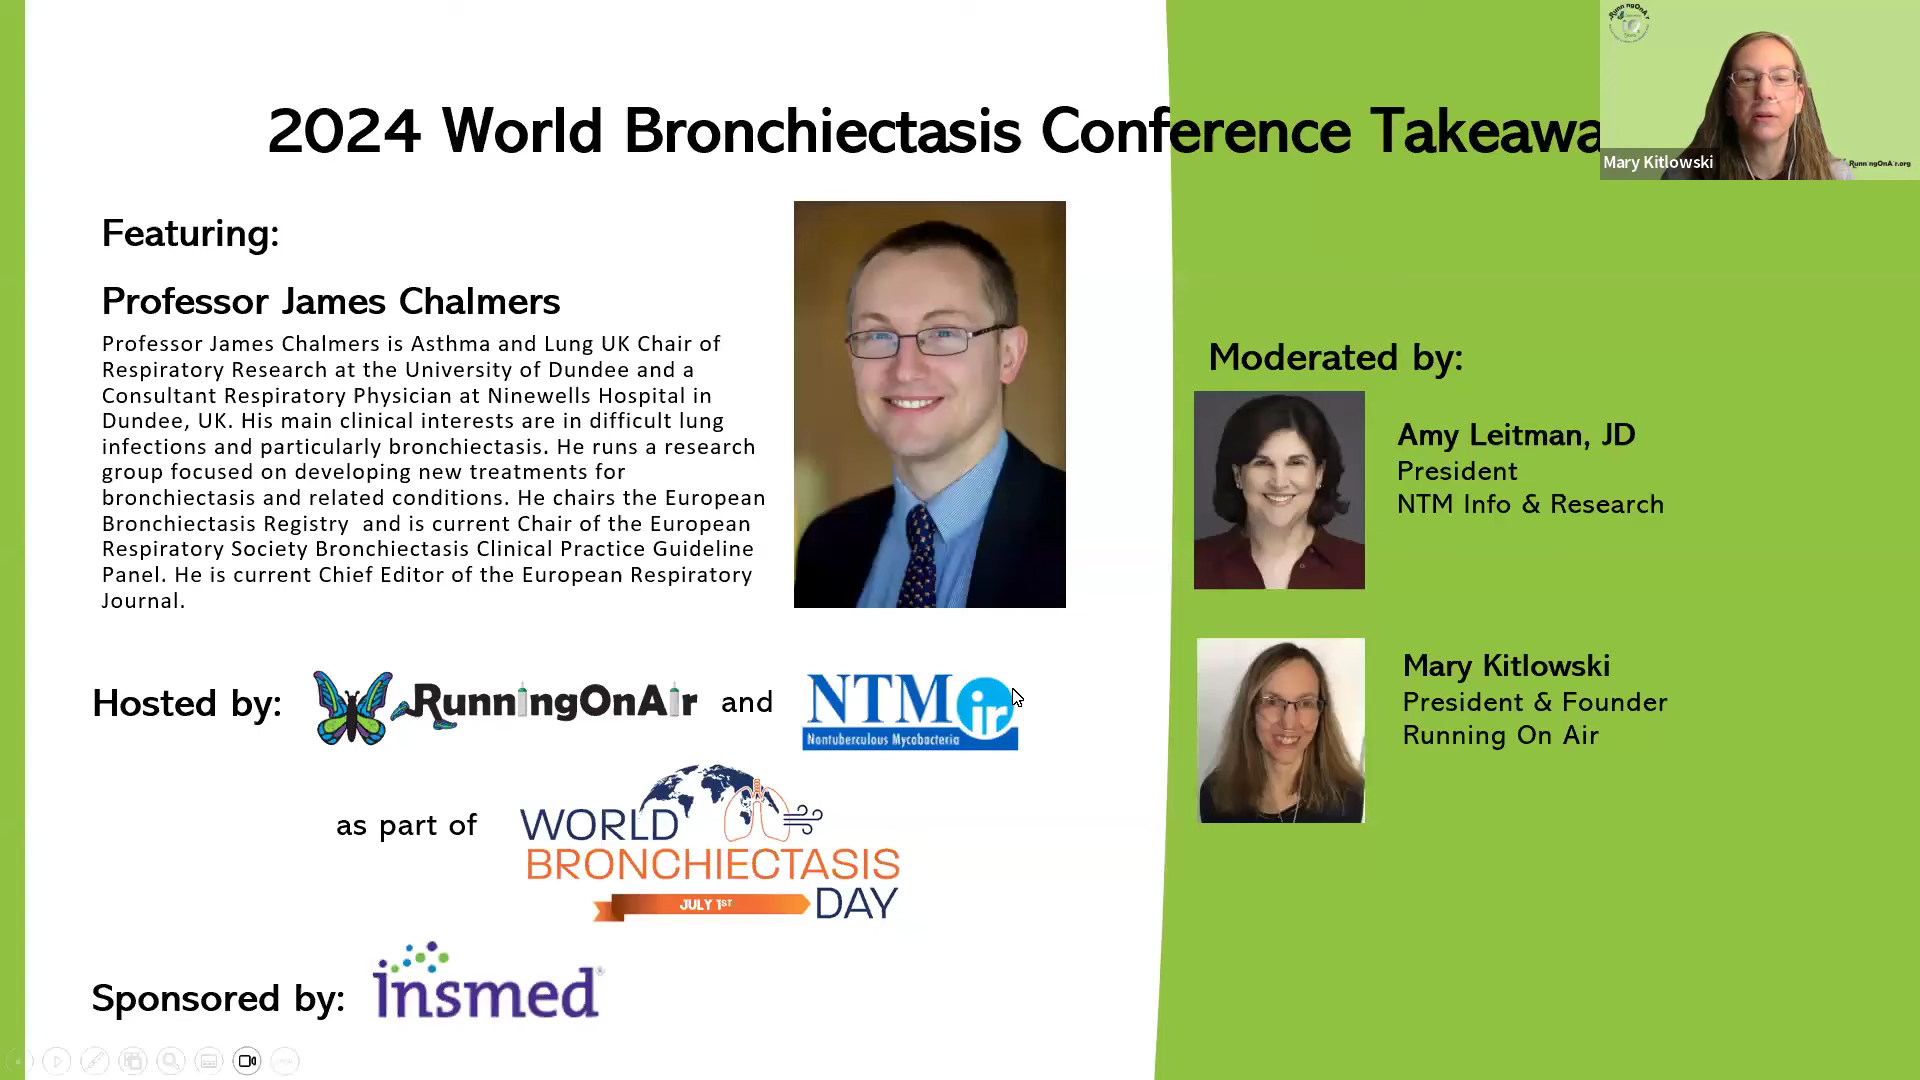 2024 World Bronchiectasis Conference Takeawa
Mary Kitlowski
RunningOnAir.org
Featuring:
Professor James Chalmers
Professor James Chalmers is Asthma and Lung UK Chair of
Respiratory Research at the University of Dundee and a
Consultant Respiratory Physician at Ninewells Hospital in
Dundee, UK. His main clinical interests are in difficult lung
infections and particularly bronchiectasis. He runs a research
group focused on developing new treatments for
bronchiectasis and related conditions. He chairs the European
Bronchiectasis Registry and is current Chair of the European
Respiratory Society Bronchiectasis Clinical Practice Guideline
Panel. He is current Chief Editor of the European Respiratory
Journal.
Moderated by:
Amy Leitman, JD
President
NTM Info & Research
Mary Kitlowski
President & Founder
Running On Air
Hosted by:
RunningOnAir
and
NTM ir
Nontuberculous Mycobacteria
as part of
WORLD
BRONCHIECTASIS
JULY 1ST
DAY
Sponsored by:
insmed®